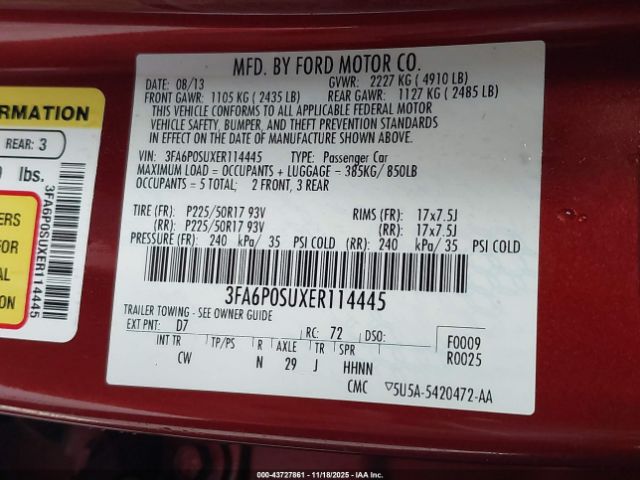 ORMATION
REAR: 3
lbs.
ERS
FOR
AL
ION.
3FA6P0SUXER114445
MFD. BY FORD MOTOR CO.
DATE: 08/13 GVWR: 2227 KG ( 4910 LB)
FRONT GAWR: 1105 KG ( 2435 LB) REAR GAWR: 1127 KG ( 2485 LB)
THIS VEHICLE CONFORMS TO ALL APPLICABLE FEDERAL MOTOR
VEHICLE SAFETY, BUMPER, AND THEFT PREVENTION STANDARDS
IN EFFECT ON THE DATE OF MANUFACTURE SHOWN ABOVE.
VIN: 3FA6P0SUXER114445 TYPE: Passenger Car
MAXIMUM LOAD = OCCUPANTS + LUGGAGE = 385KG/ 850LB
OCCUPANTS = 5 TOTAL; 2 FRONT, 3 REAR
TIRE (FR): P225/50R17 93V RIMS (FR): 17x7.5J
(RR): P225/50R17 93V (RR): 17x7.5J
PRESSURE (FR): 240 kPa/ 35 PSI COLD (RR): 240 kPa/ 35 PSI COLD
3FA6P0SUXER114445
TRAILER TOWING - SEE OWNER GUIDE
EXT PNT: D7 RC: 72 DSO: F0009
INT TR TP/PS R AXLE TR SPR R0025
CW N 29 J HHNN
CMC ▽5U5A-5420472-AA
000-43727861 - 11/18/2025 - IAA Inc.